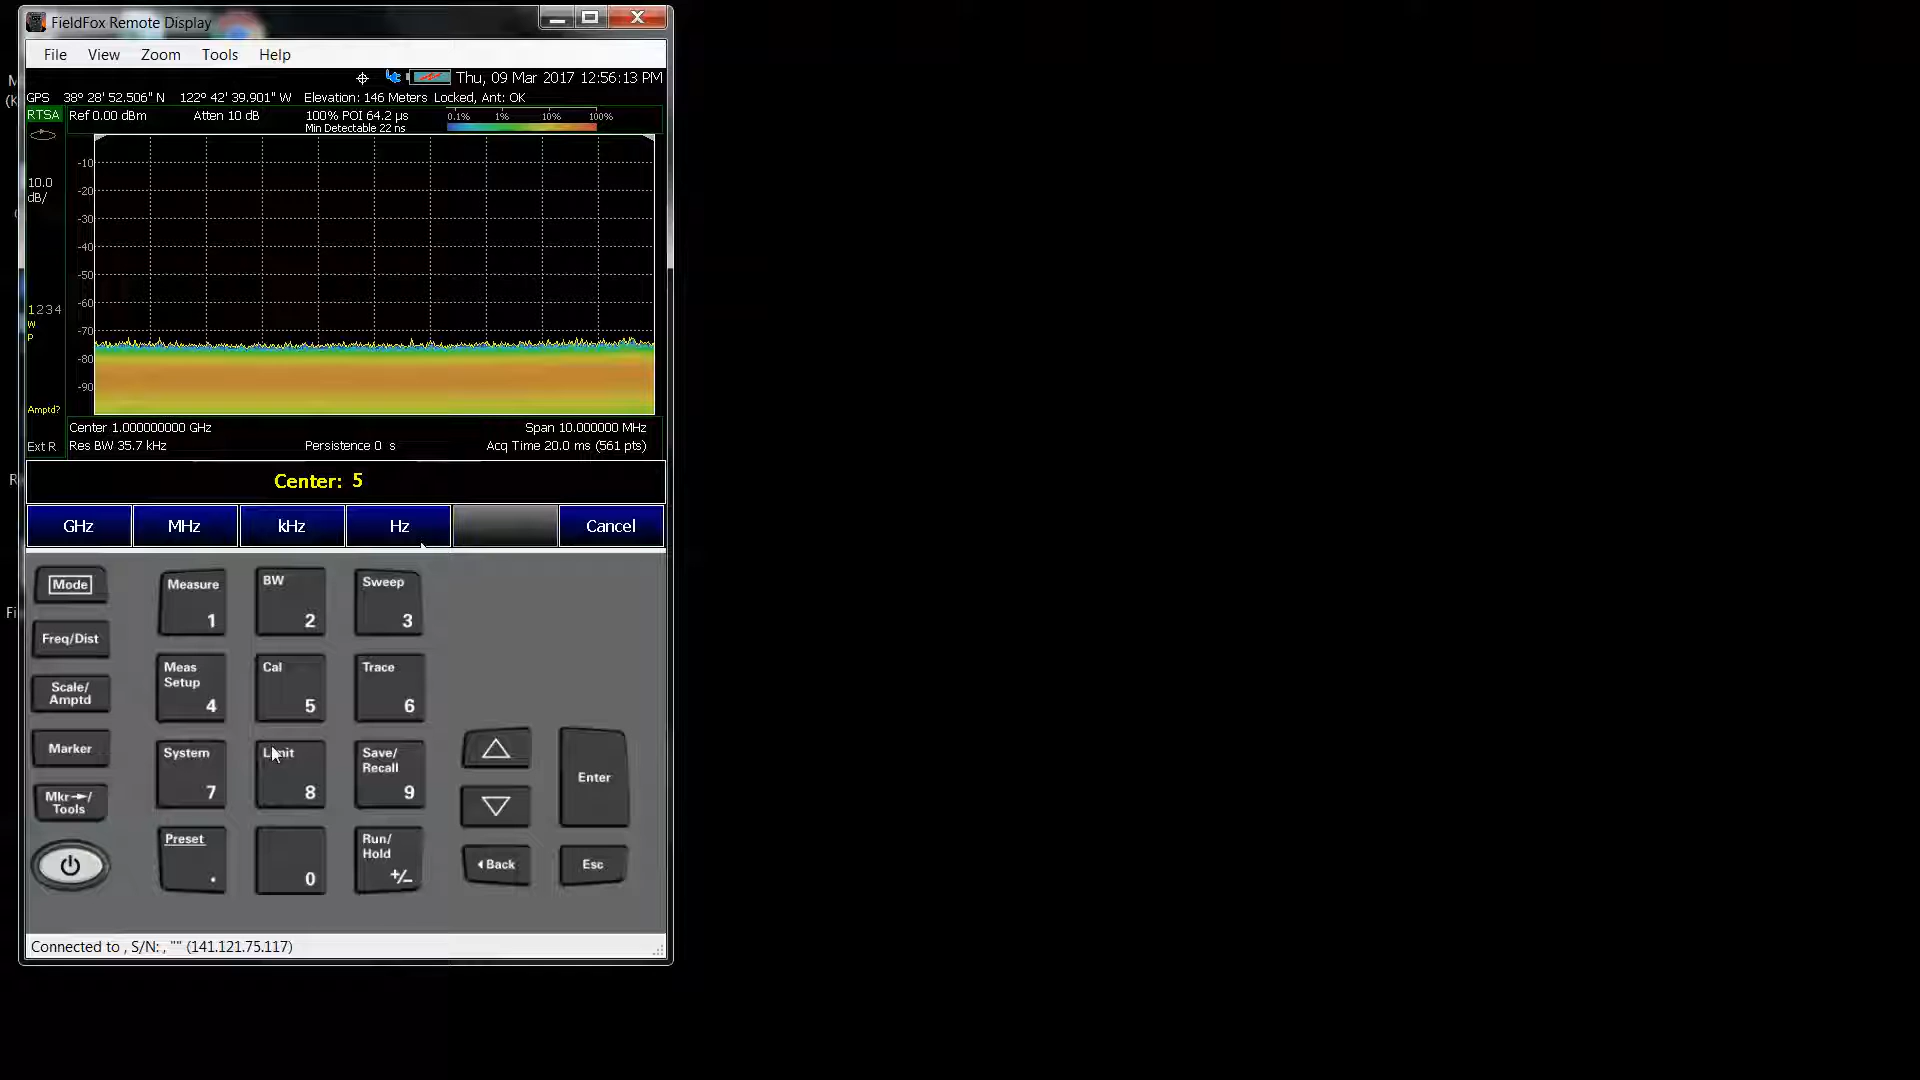 FieldFox Remote Display
File View Zoom Tools Help
Thu, 09 Mar 2017 12:56:13 PM
GPS 38º 28' 52.506" N 122º 42' 39.901" W Elevation: 146 Meters Locked, Ant: OK
RTSA Ref 0.00 dBm Atten 10 dB 100% POI 64.2 µs 0.1% 1% 10% 100%
Min Detectable 22 ns
-10
10.0
dB/
-20
-30
-40
-50
-60
1234
W
P
-70
-80
-90
Amptd?
Center 1.000000000 GHz Span 10.000000 MHz
Ext R Res BW 35.7 kHz Persistence 0 s Acq Time 20.0 ms (561 pts)
Center: 5
GHz MHz kHz Hz Cancel
Mode
Measure 1
BW 2
Sweep 3
Freq/Dist
Meas
Setup 4
Cal 5
Trace 6
Scale/
Amptd
Marker
System 7
Limit 8
Save/
Recall 9
Enter
Mkr→/
Tools
Preset .
0
Run/
Hold +/-
Back
Esc
Connected to , S/N: , "" (141.121.75.117)